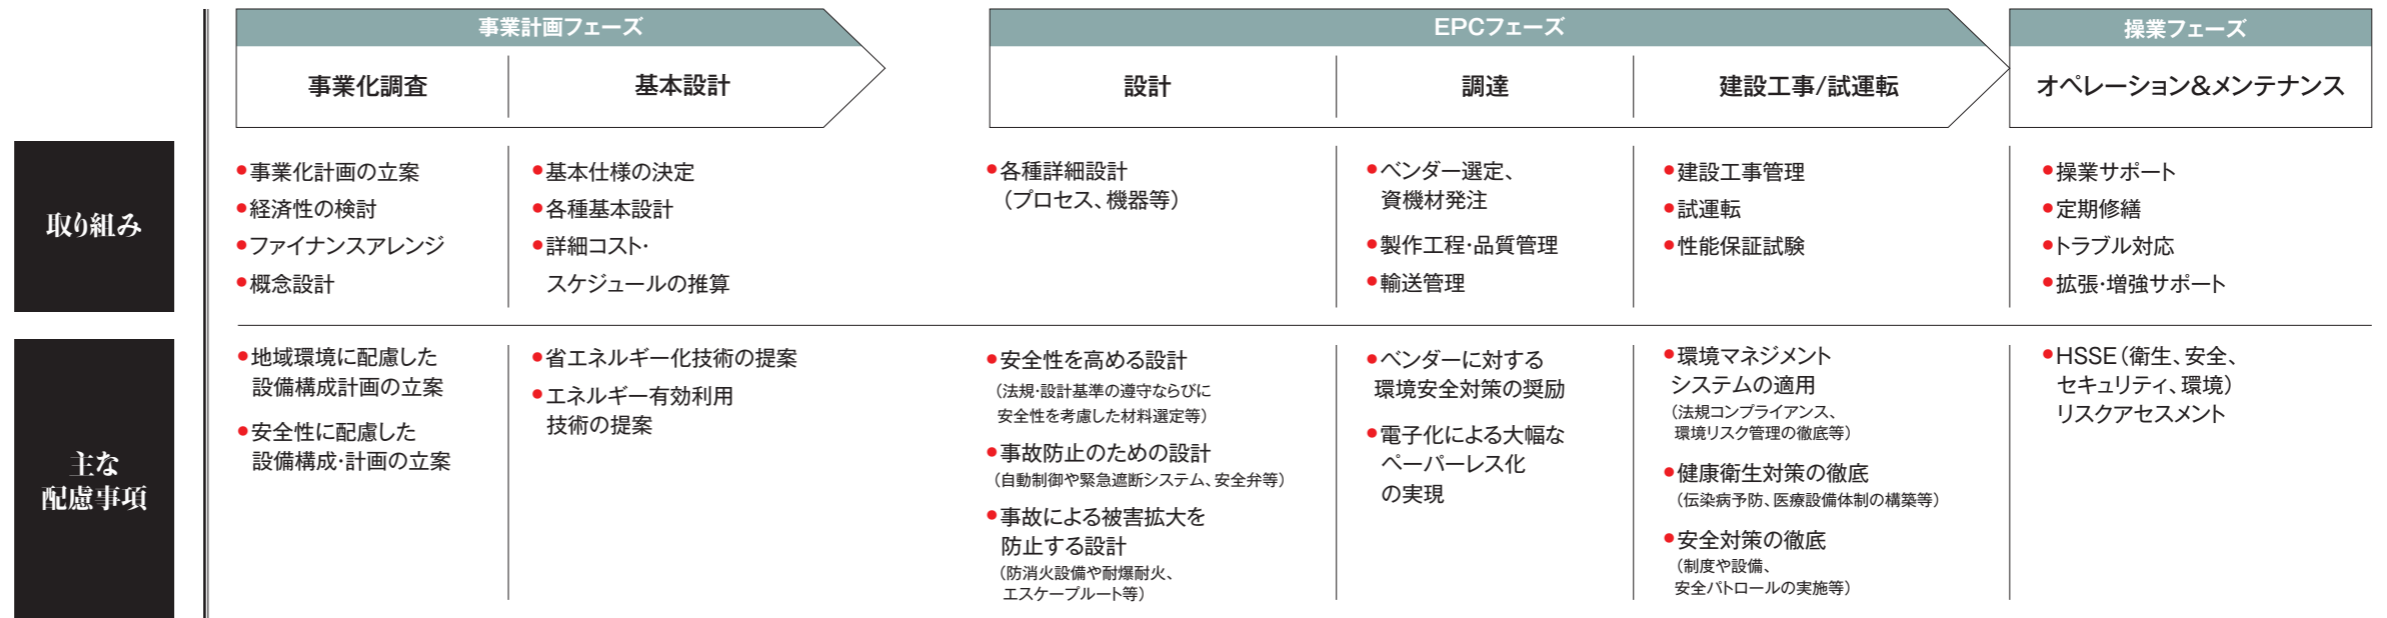 事業計画フェーズ
事業化調査
基本設計
EPCフェーズ
設計
調達
建設工事/試運転
操業フェーズ
オペレーション&メンテナンス
取り組み
●事業化計画の立案
●経済性の検討
●ファイナンスアレンジ
●概念設計
●基本仕様の決定
●各種基本設計
●詳細コスト・
スケジュールの推算
●各種詳細設計
（プロセス、機器等）
●ベンダー選定、
資機材発注
●製作工程・品質管理
●輸送管理
●建設工事管理
●試運転
●性能保証試験
●操業サポート
●定期修繕
●トラブル対応
●拡張・増強サポート
主な
配慮事項
●地域環境に配慮した
設備構成計画の立案
●安全性に配慮した
設備構成・計画の立案
●省エネルギー化技術の提案
●エネルギー有効利用
技術の提案
●安全性を高める設計
（法規・設計基準の遵守ならびに
安全性を考慮した材料選定等）
●事故防止のための設計
（自動制御や緊急遮断システム、安全弁等）
●事故による被害拡大を
防止する設計
（防消火設備や耐爆耐火、
エスケープルート等）
●ベンダーに対する
環境安全対策の奨励
●電子化による大幅な
ペーパーレス化
の実現
●環境マネジメント
システムの適用
（法規コンプライアンス、
環境リスク管理の徹底等）
●健康衛生対策の徹底
（伝染病予防、医療設備体制の構築等）
●安全対策の徹底
（制度や設備、
安全パトロールの実施等）
●HSSE（衛生、安全、
セキュリティ、環境）
リスクアセスメント